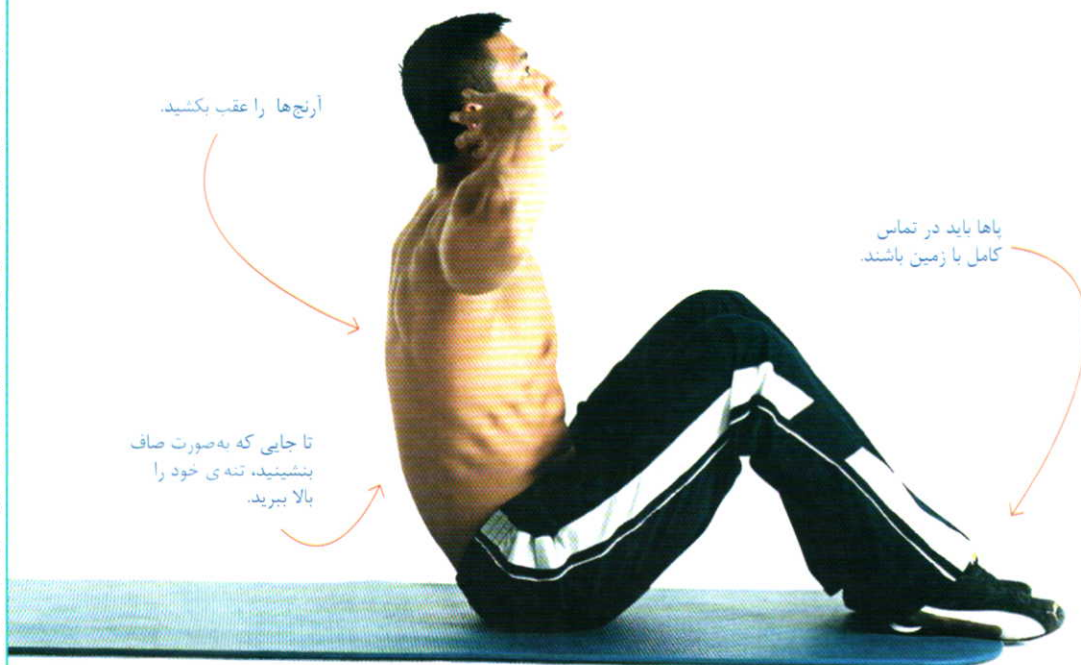 آرنج‌ها را عقب بکشید.
پاها باید در تماس
کامل با زمین باشند.
تا جایی که به‌صورت صاف
بنشینید، تنه‌ی خود را
بالا ببرید.